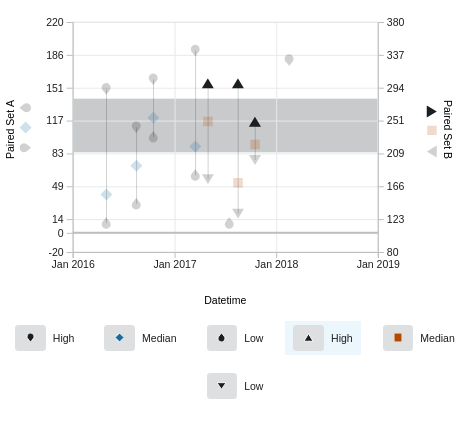 220
380
186
337
151
294
117
251
83
209
49
166
14
123
0
-20
80
Paired Set A
Paired Set B
Jan 2016
Jan 2017
Jan 2018
Jan 2019
Datetime
High
Median
Low
High
Median
Low